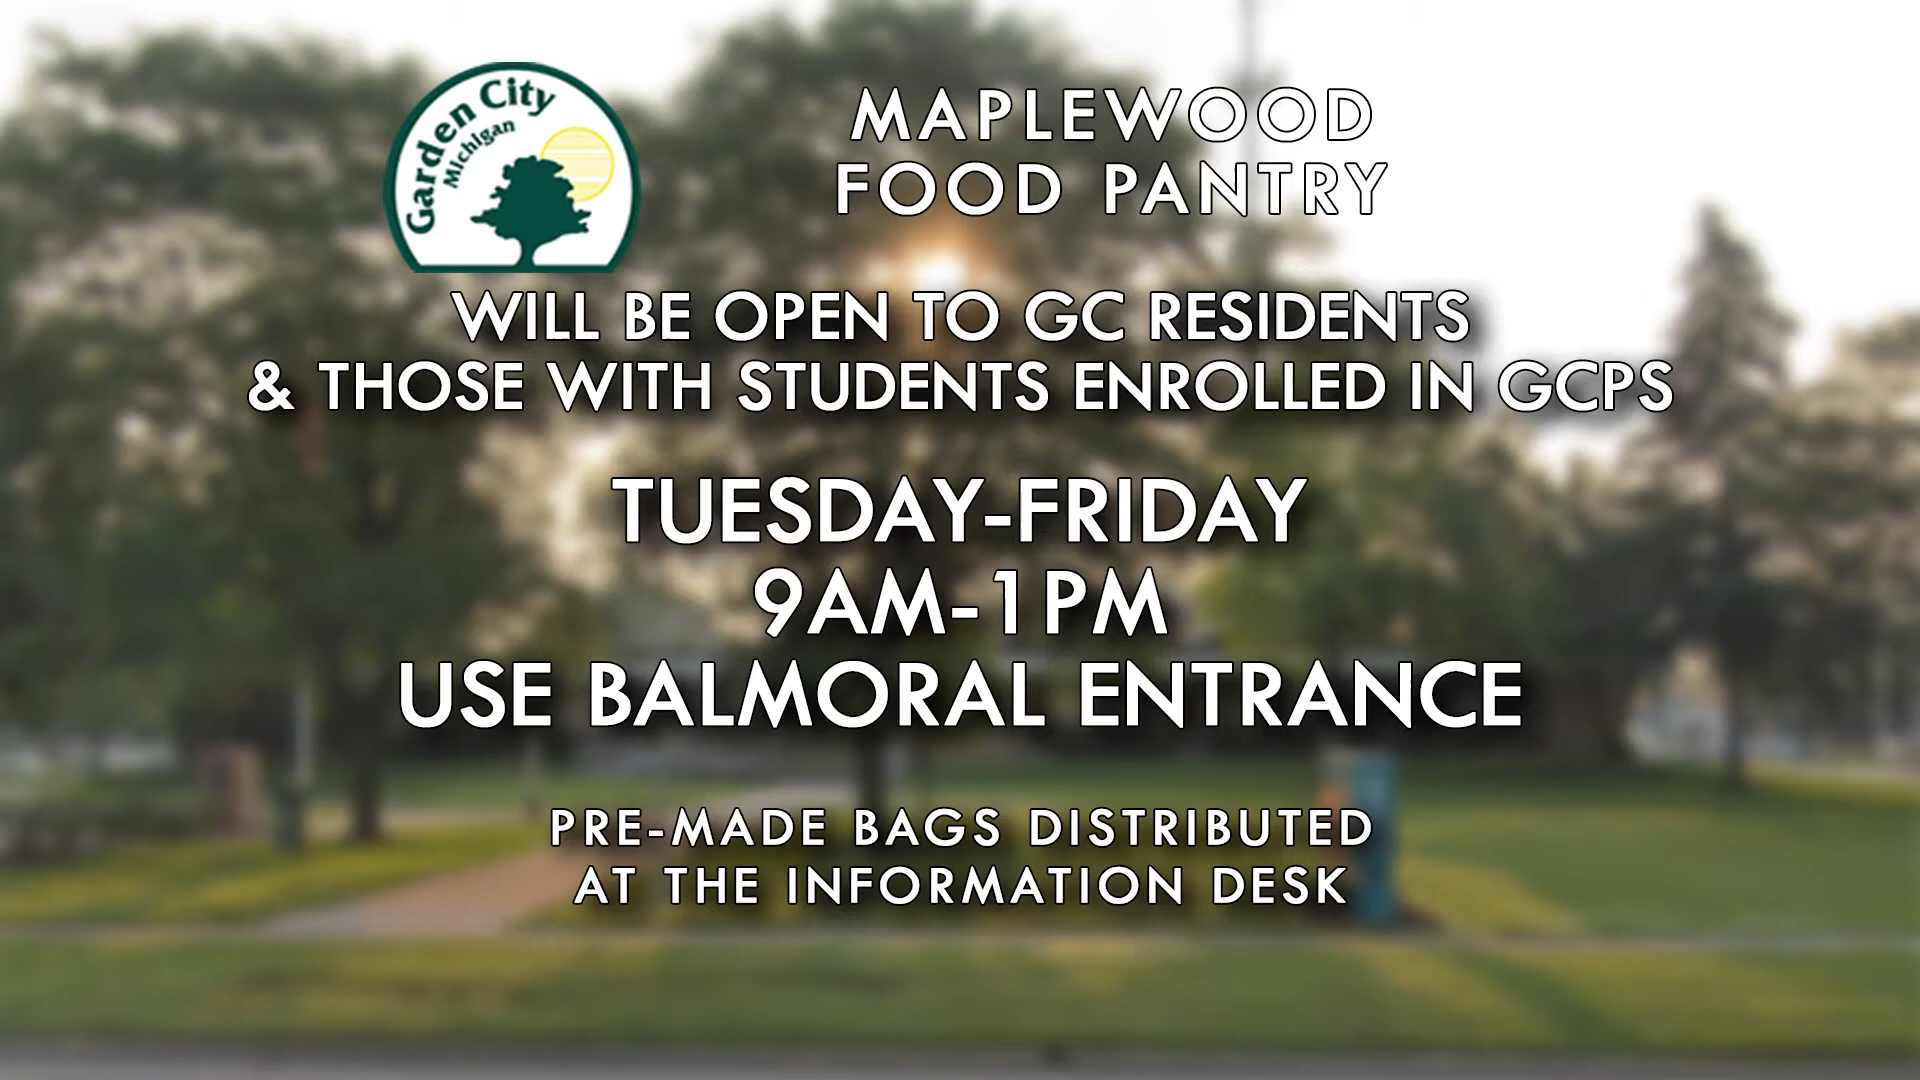 Garden City
Michigan
MAPLEWOOD
FOOD PANTRY
WILL BE OPEN TO GC RESIDENTS
& THOSE WITH STUDENTS ENROLLED IN GCPS
TUESDAY-FRIDAY
9AM-1PM
USE BALMORAL ENTRANCE
PRE-MADE BAGS DISTRIBUTED
AT THE INFORMATION DESK